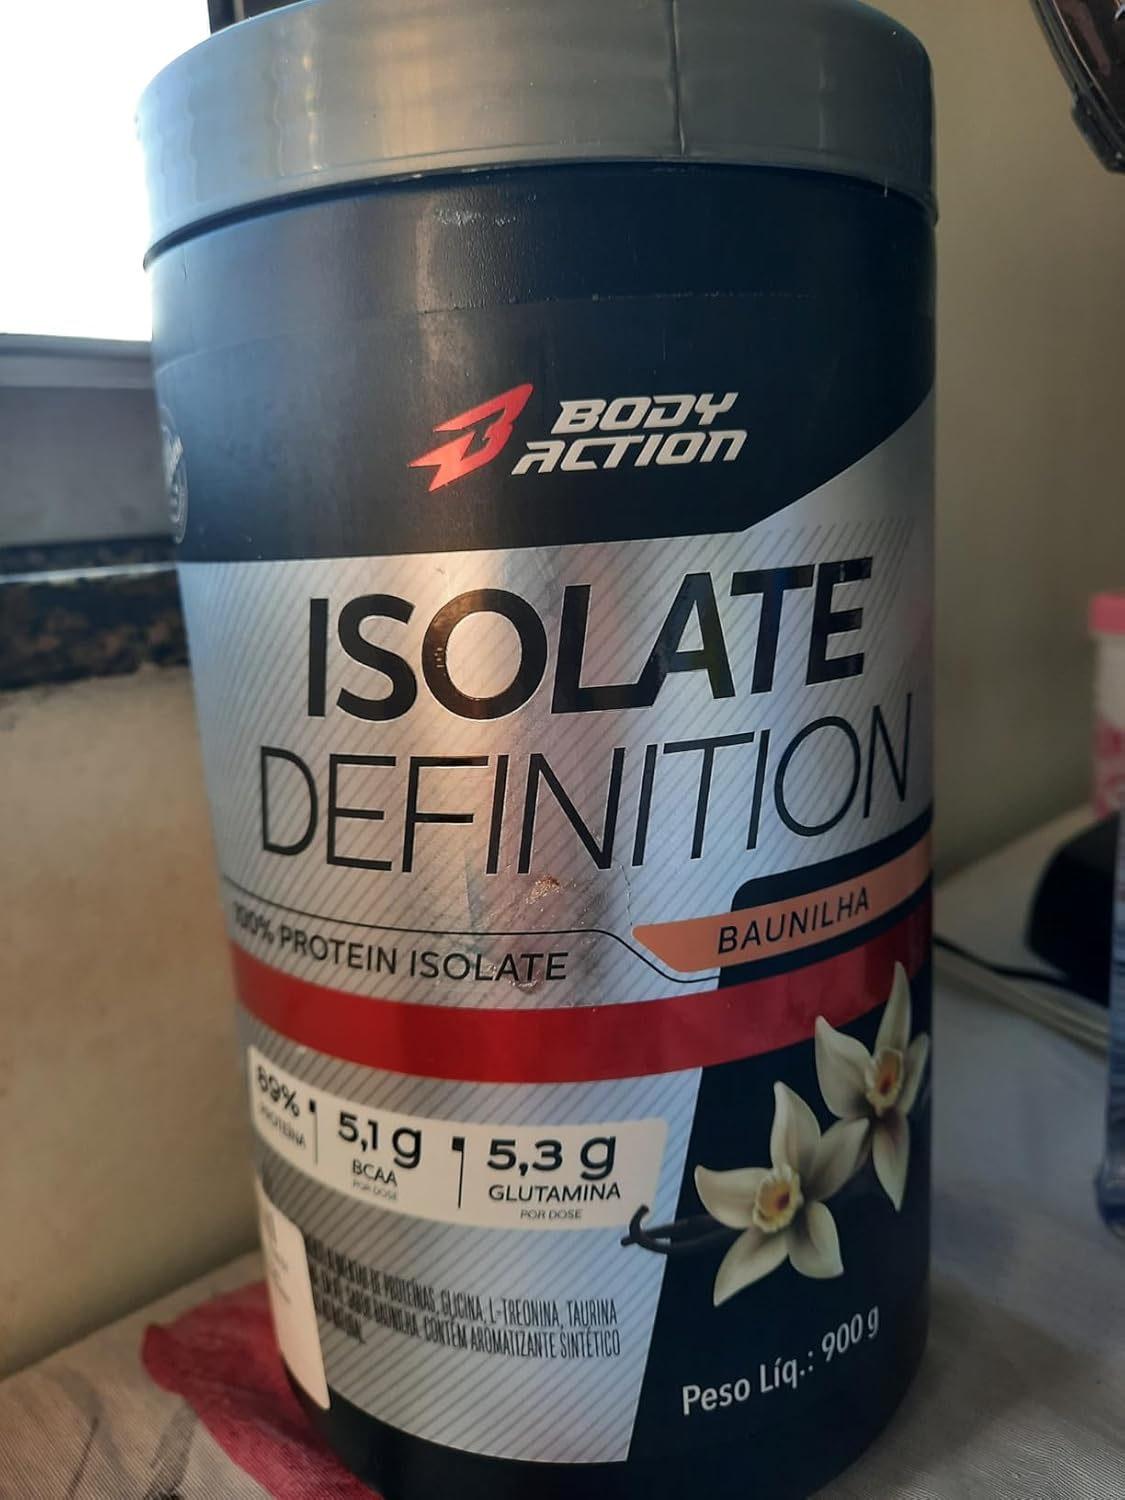 BODY
ACTION
ISOLATE
DEFINITION
BAUNILHA
100% PROTEIN ISOLATE
5,1 g
BCAA
POR DOSE
5,3 g
GLUTAMINA
POR DOSE
PROTEÍNA
DE PROTEÍNAS, GLICINA, L-TREONINA, TAURINA
SABOR BAUNILHA. CONTÉM AROMATIZANTE SINTÉTICO
Peso Líq.: 900 g